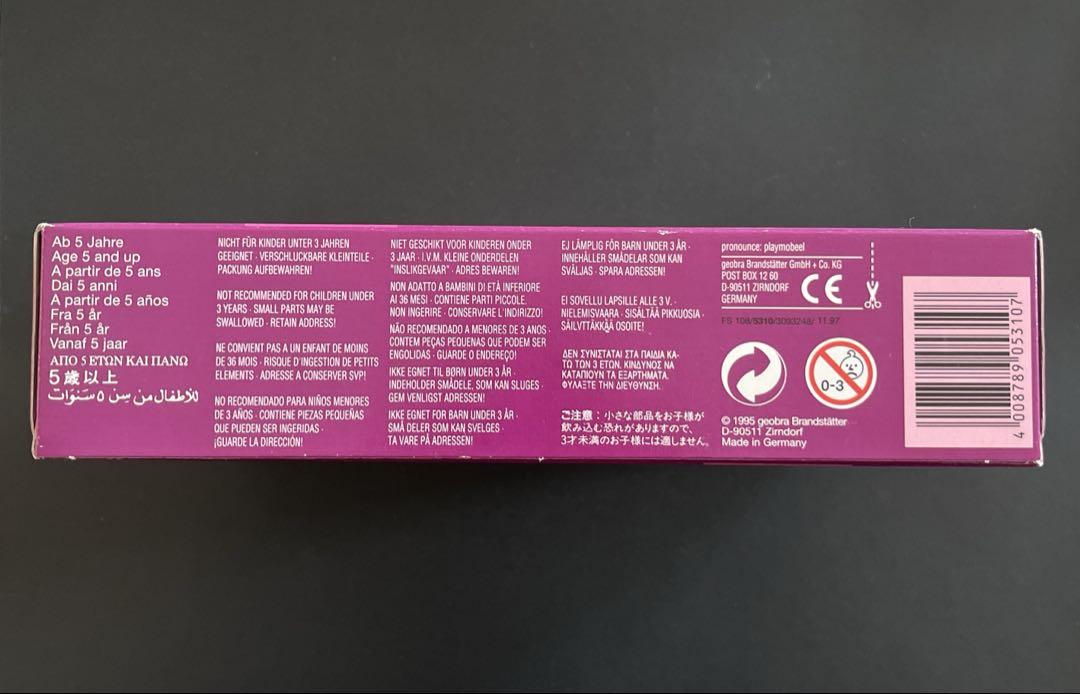 Ab 5 Jahre
Age 5 and up
A partir de 5 ans
Dai 5 anni
A partir de 5 años
Fra 5 år
Från 5 år
Vanaf 5 jaar
ΑΠΟ 5 ΕΤΩΝ ΚΑΙ ΠΑΝΩ
5歳以上
للأطفال من سن ٥ سنوات
NICHT FÜR KINDER UNTER 3 JAHREN
GEEIGNET · VERSCHLUCKBARE KLEINTEILE ·
PACKUNG AUFBEWAHREN!
NOT RECOMMENDED FOR CHILDREN UNDER
3 YEARS · SMALL PARTS MAY BE
SWALLOWED · RETAIN ADDRESS!
NE CONVIENT PAS A UN ENFANT DE MOINS
DE 36 MOIS · RISQUE D'INGESTION DE PETITS
ELEMENTS · ADRESSE A CONSERVER SVP!
NO RECOMENDADO PARA NIÑOS MENORES
DE 3 AÑOS · CONTIENE PIEZAS PEQUEÑAS
QUE PUEDEN SER INGERIDAS ·
¡GUARDE LA DIRECCIÓN!
NIET GESCHIKT VOOR KINDEREN ONDER
3 JAAR · I.V.M. KLEINE ONDERDELEN
"INSLIKGEVAAR" · ADRES BEWAREN!
NON ADATTO A BAMBINI DI ETÀ INFERIORE
AI 36 MESI · CONTIENE PARTI PICCOLE.
NON INGERIRE · CONSERVARE L'INDIRIZZO!
NÃO RECOMENDADO A MENORES DE 3 ANOS ·
CONTEM PEÇAS PEQUENAS QUE PODEM SER
ENGOLIDAS · GUARDE O ENDEREÇO!
IKKE EGNET TIL BØRN UNDER 3 ÅR ·
INDEHOLDER SMÅDELE, SOM KAN SLUGES ·
GEM VENLIGST ADRESSEN!
IKKE EGNET FOR BARN UNDER 3 ÅR ·
SMÅ DELER SOM KAN SVELGES ·
TA VARE PÅ ADRESSEN!
EJ LÄMPLIG FÖR BARN UNDER 3 ÅR ·
INNEHÅLLER SMÅDELAR SOM KAN
SVÄLJAS · SPARA ADRESSEN!
EI SOVELLU LAPSILLE ALLE 3 V. ·
NIELEMISVAARA · SISÄLTÄÄ PIKKUOSIA ·
SÄILYTTÄKKÄÄ OSOITE!
ΔΕΝ ΣΥΝΙΣΤΑΤΑΙ ΣΤΑ ΠΑΙΔΙΑ ΚΑ-
ΤΩ ΤΩΝ 3 ΕΤΩΝ. ΚΙΝΔΥΝΟΣ ΝΑ
ΚΑΤΑΠΙΟΥΝ ΤΑ ΕΞΑΡΤΗΜΑΤΑ.
ΦΥΛΑΞΤΕ ΤΗΝ ΔΙΕΥΘΥΝΣΗ.
ご注意：小さな部品をお子様が
飲み込む恐れがありますので、
3才未満のお子様には適しません。
pronounce: playmobeel
geobra Brandstätter GmbH + Co. KG
POST BOX 12 60
D-90511 ZIRNDORF
GERMANY
CE
FS 108/5310/3093248/ 11.97
0-3
© 1995 geobra Brandstätter
D-90511 Zirndorf
Made in Germany
4 008789 053107